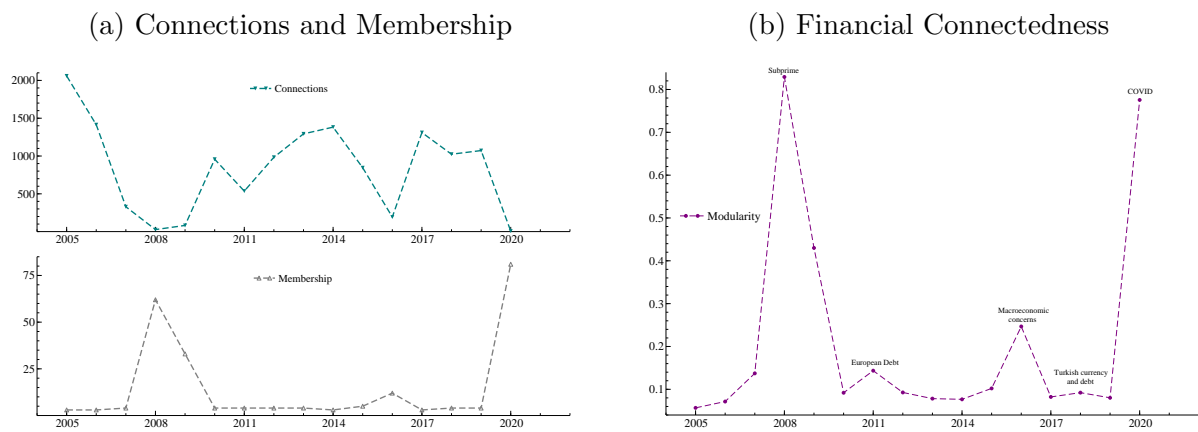 (a) Connections and Membership
2000
1500
1000
500
Connections
2005 2008 2011 2014 2017 2020
75
50
25
Membership
2005 2008 2011 2014 2017 2020
(b) Financial Connectedness
0.8
0.7
0.6
0.5
0.4
0.3
0.2
0.1
Subprime
COVID
Modularity
Macroeconomic
concerns
European Debt
Turkish currency
and debt
2005 2008 2011 2014 2017 2020